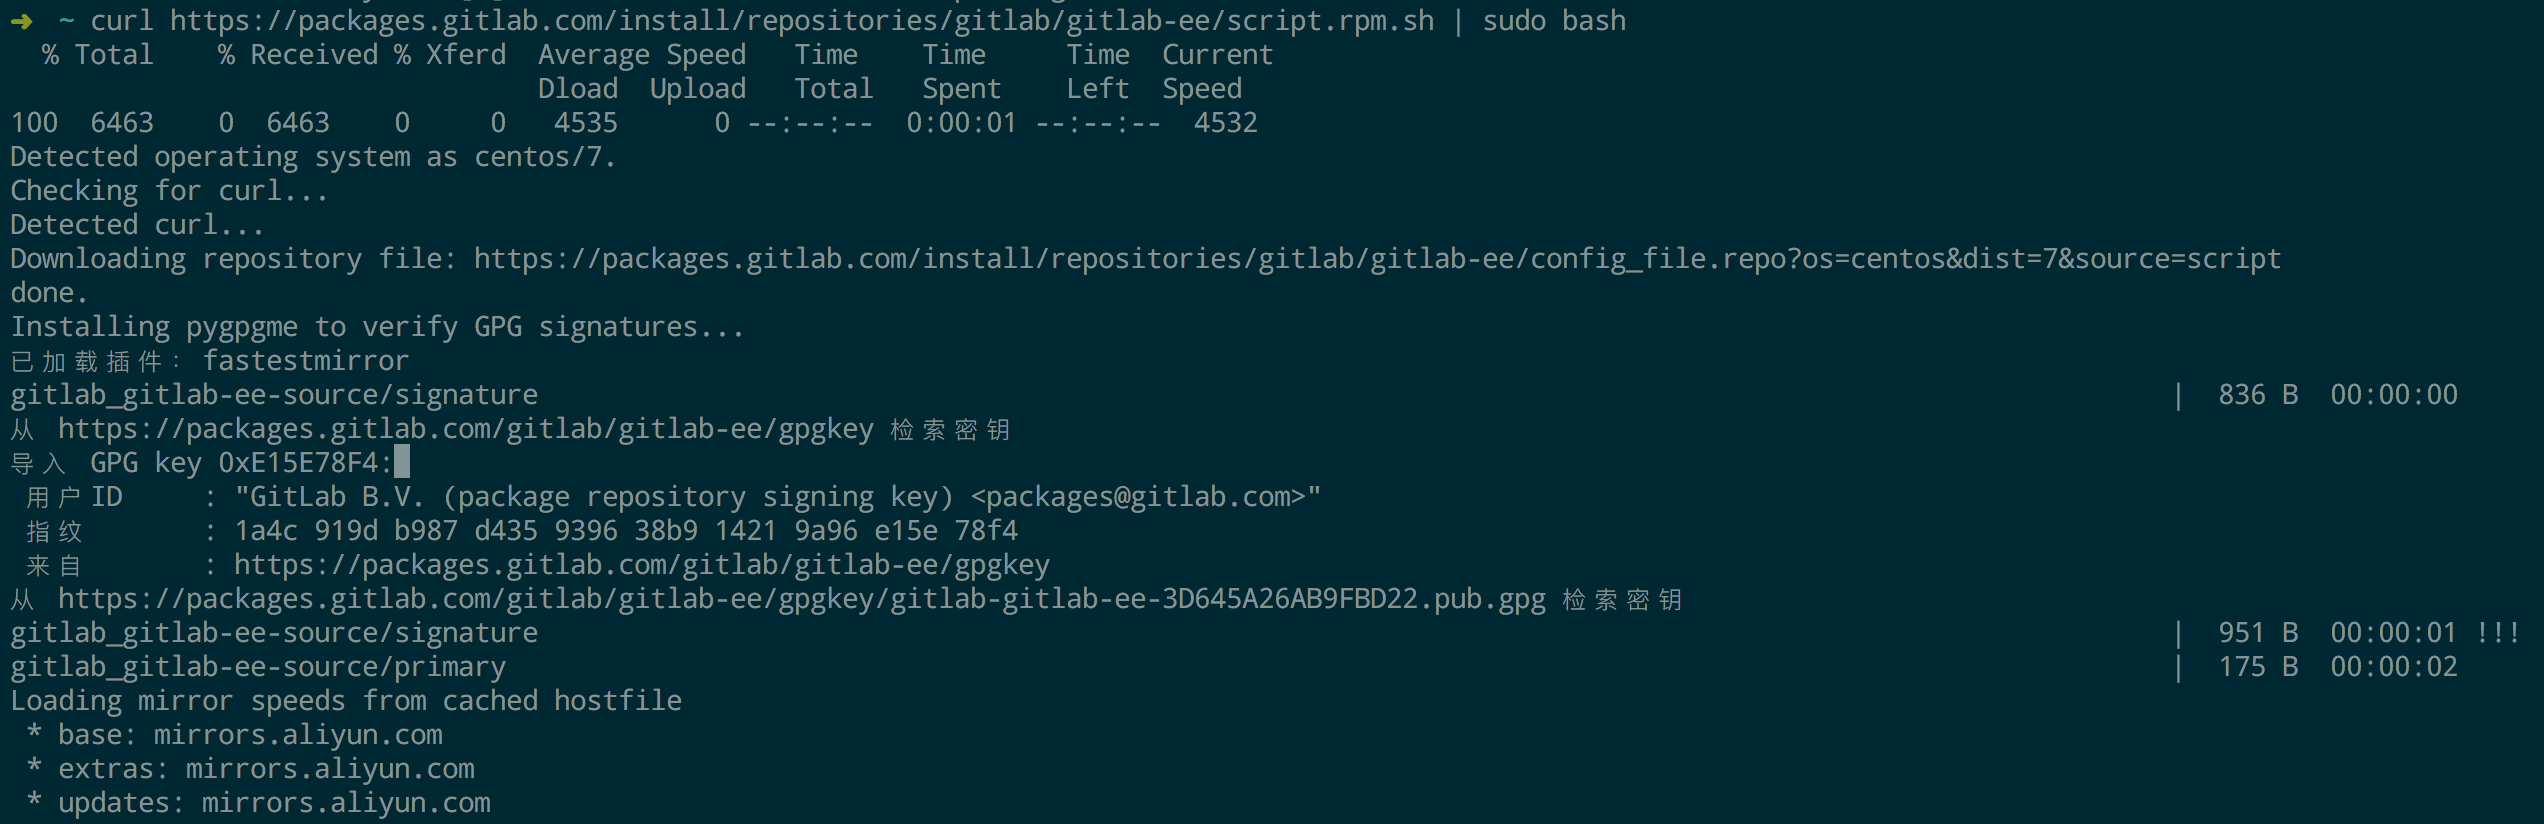 ➜  ~ curl https://packages.gitlab.com/install/repositories/gitlab/gitlab-ee/script.rpm.sh | sudo bash
  % Total    % Received % Xferd  Average Speed   Time    Time     Time  Current
                                 Dload  Upload   Total   Spent    Left  Speed
100  6463    0  6463    0     0   4535      0 --:--:--  0:00:01 --:--:--  4532
Detected operating system as centos/7.
Checking for curl...
Detected curl...
Downloading repository file: https://packages.gitlab.com/install/repositories/gitlab/gitlab-ee/config_file.repo?os=centos&dist=7&source=script
done.
Installing pygpgme to verify GPG signatures...
已加载插件：fastestmirror
gitlab_gitlab-ee-source/signature | 836 B 00:00:00
从 https://packages.gitlab.com/gitlab/gitlab-ee/gpgkey 检索密钥
导入 GPG key 0xE15E78F4:
 用户ID     : "GitLab B.V. (package repository signing key) <packages@gitlab.com>"
 指纹       : 1a4c 919d b987 d435 9396 38b9 1421 9a96 e15e 78f4
 来自       : https://packages.gitlab.com/gitlab/gitlab-ee/gpgkey
从 https://packages.gitlab.com/gitlab/gitlab-ee/gpgkey/gitlab-gitlab-ee-3D645A26AB9FBD22.pub.gpg 检索密钥
gitlab_gitlab-ee-source/signature | 951 B 00:00:01 !!!
gitlab_gitlab-ee-source/primary | 175 B 00:00:02
Loading mirror speeds from cached hostfile
 * base: mirrors.aliyun.com
 * extras: mirrors.aliyun.com
 * updates: mirrors.aliyun.com